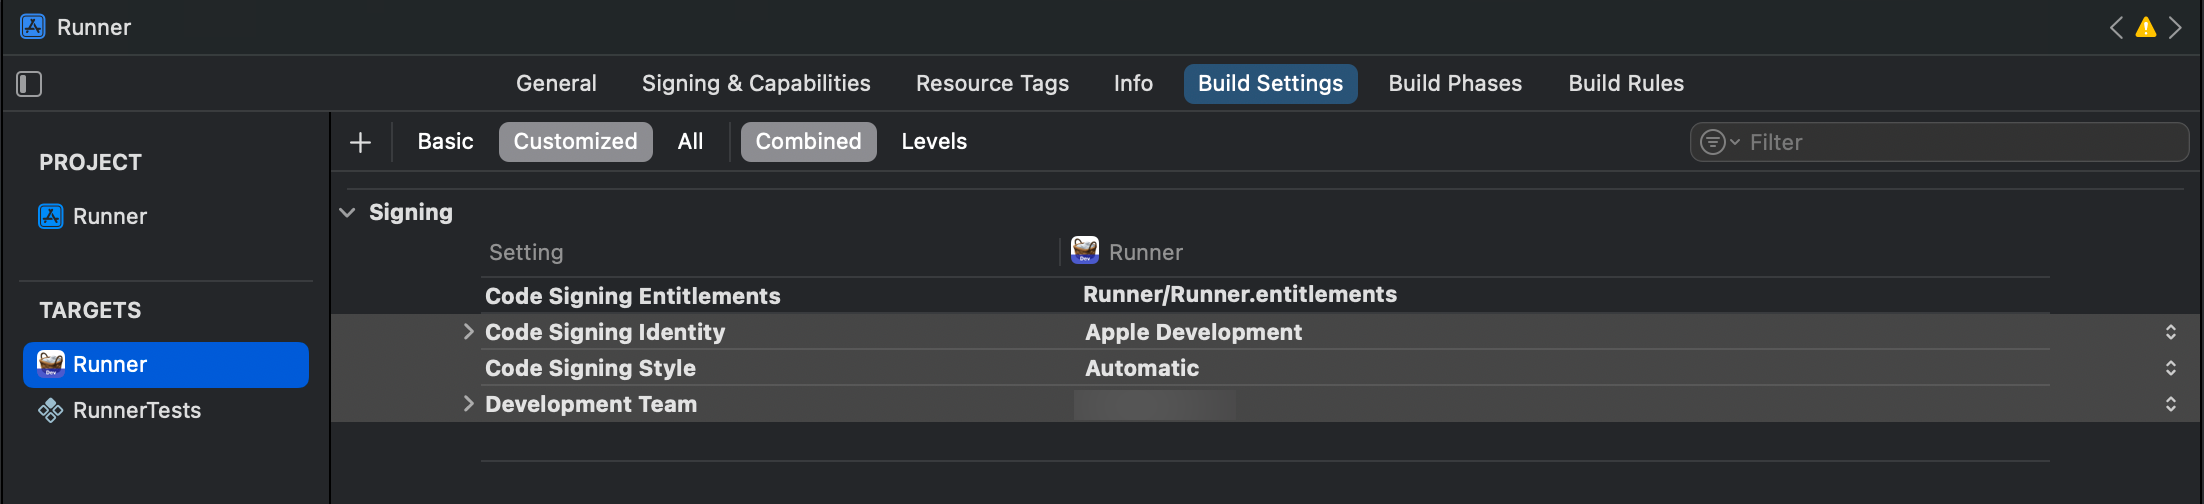 Runner
General Signing & Capabilities Resource Tags Info Build Settings Build Phases Build Rules
Basic Customized All Combined Levels Filter
PROJECT
Runner
TARGETS
Runner
RunnerTests
Signing
Setting Runner
Code Signing Entitlements Runner/Runner.entitlements
Code Signing Identity Apple Development
Code Signing Style Automatic
Development Team